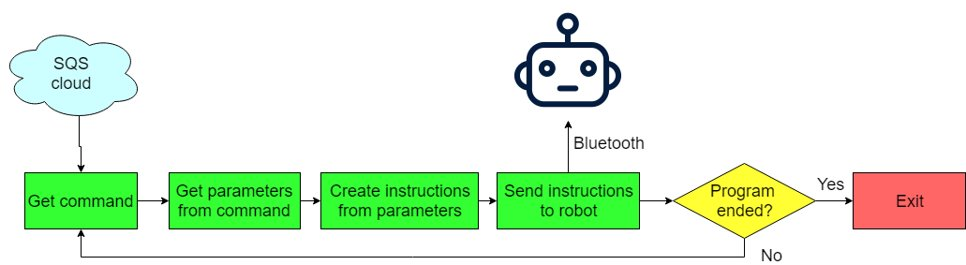 SQS
cloud
Bluetooth
Get command
Get parameters
from command
Create instructions
from parameters
Send instructions
to robot
Program
ended?
Yes
Exit
No